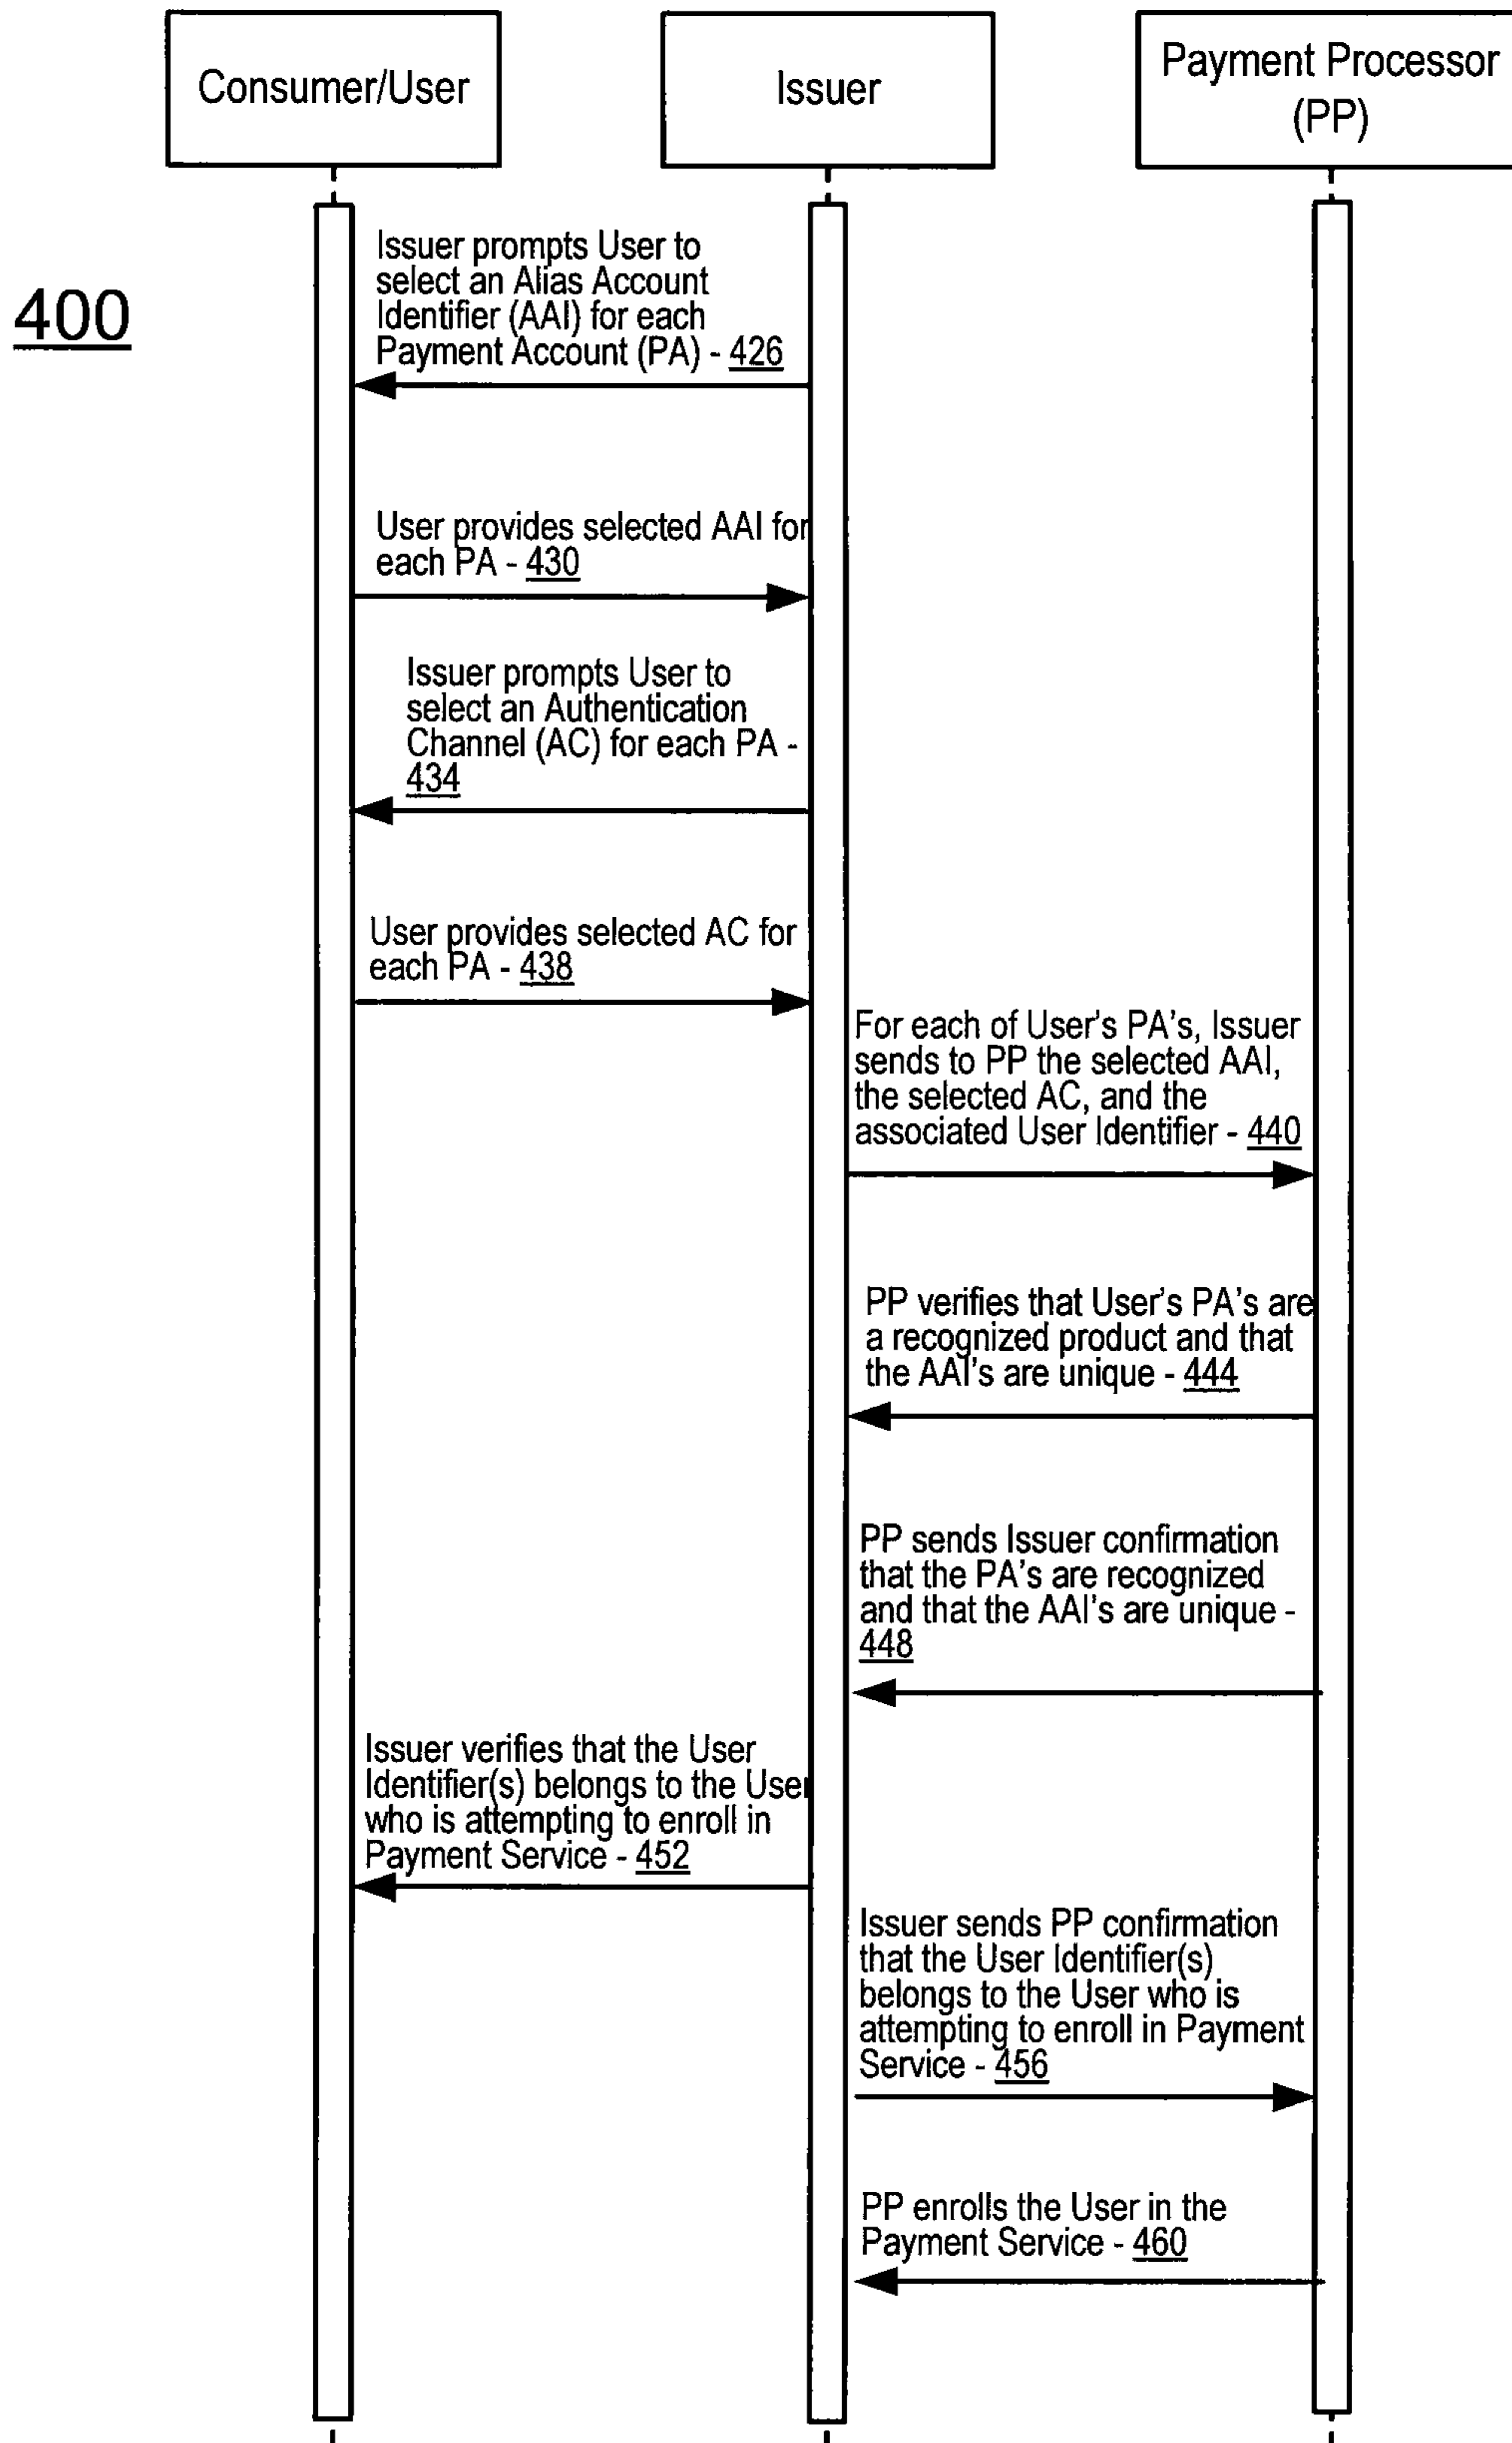 Consumer/User
Issuer
Payment Processor
(PP)
400
Issuer prompts User to
select an Alias Account
Identifier (AAI) for each
Payment Account (PA) - 426
User provides selected AAI for
each PA - 430
Issuer prompts User to
select an Authentication
Channel (AC) for each PA -
434
User provides selected AC for
each PA - 438
For each of User's PA's, Issuer
sends to PP the selected AAI,
the selected AC, and the
associated User Identifier - 440
PP verifies that User's PA's are
a recognized product and that
the AAI's are unique - 444
PP sends Issuer confirmation
that the PA's are recognized
and that the AAI's are unique -
448
Issuer verifies that the User
Identifier(s) belongs to the User
who is attempting to enroll in
Payment Service - 452
Issuer sends PP confirmation
that the User Identifier(s)
belongs to the User who is
attempting to enroll in Payment
Service - 456
PP enrolls the User in the
Payment Service - 460